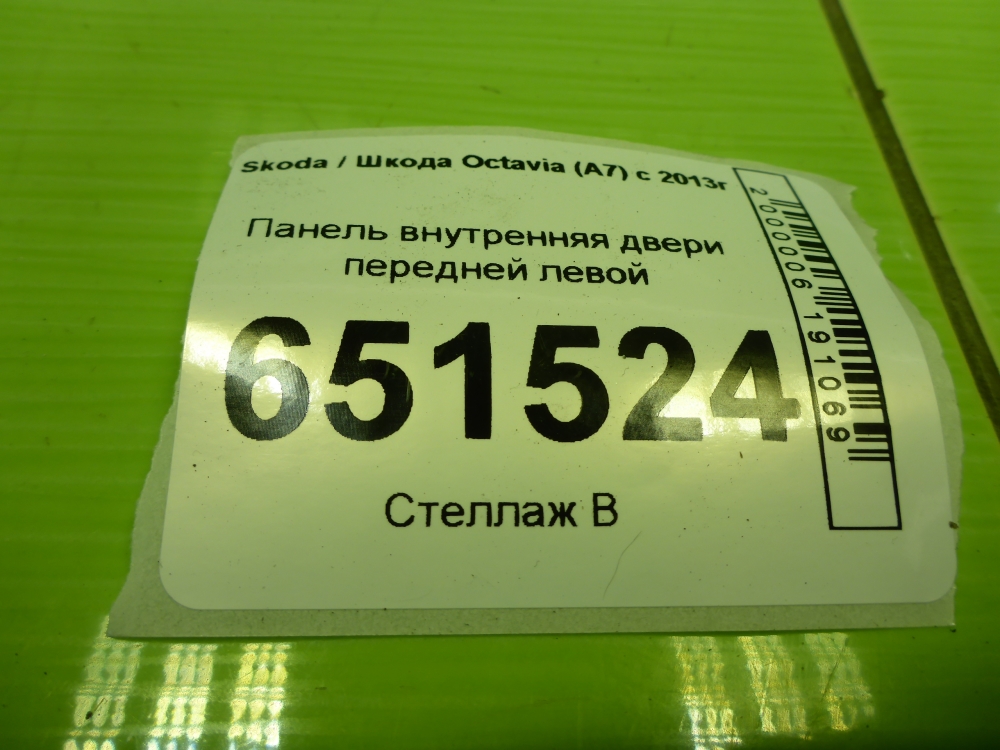 Skoda / Шкода Octavia (A7) с 2013г
Панель внутренняя двери
передней левой
651524
Стеллаж В
2000006191069